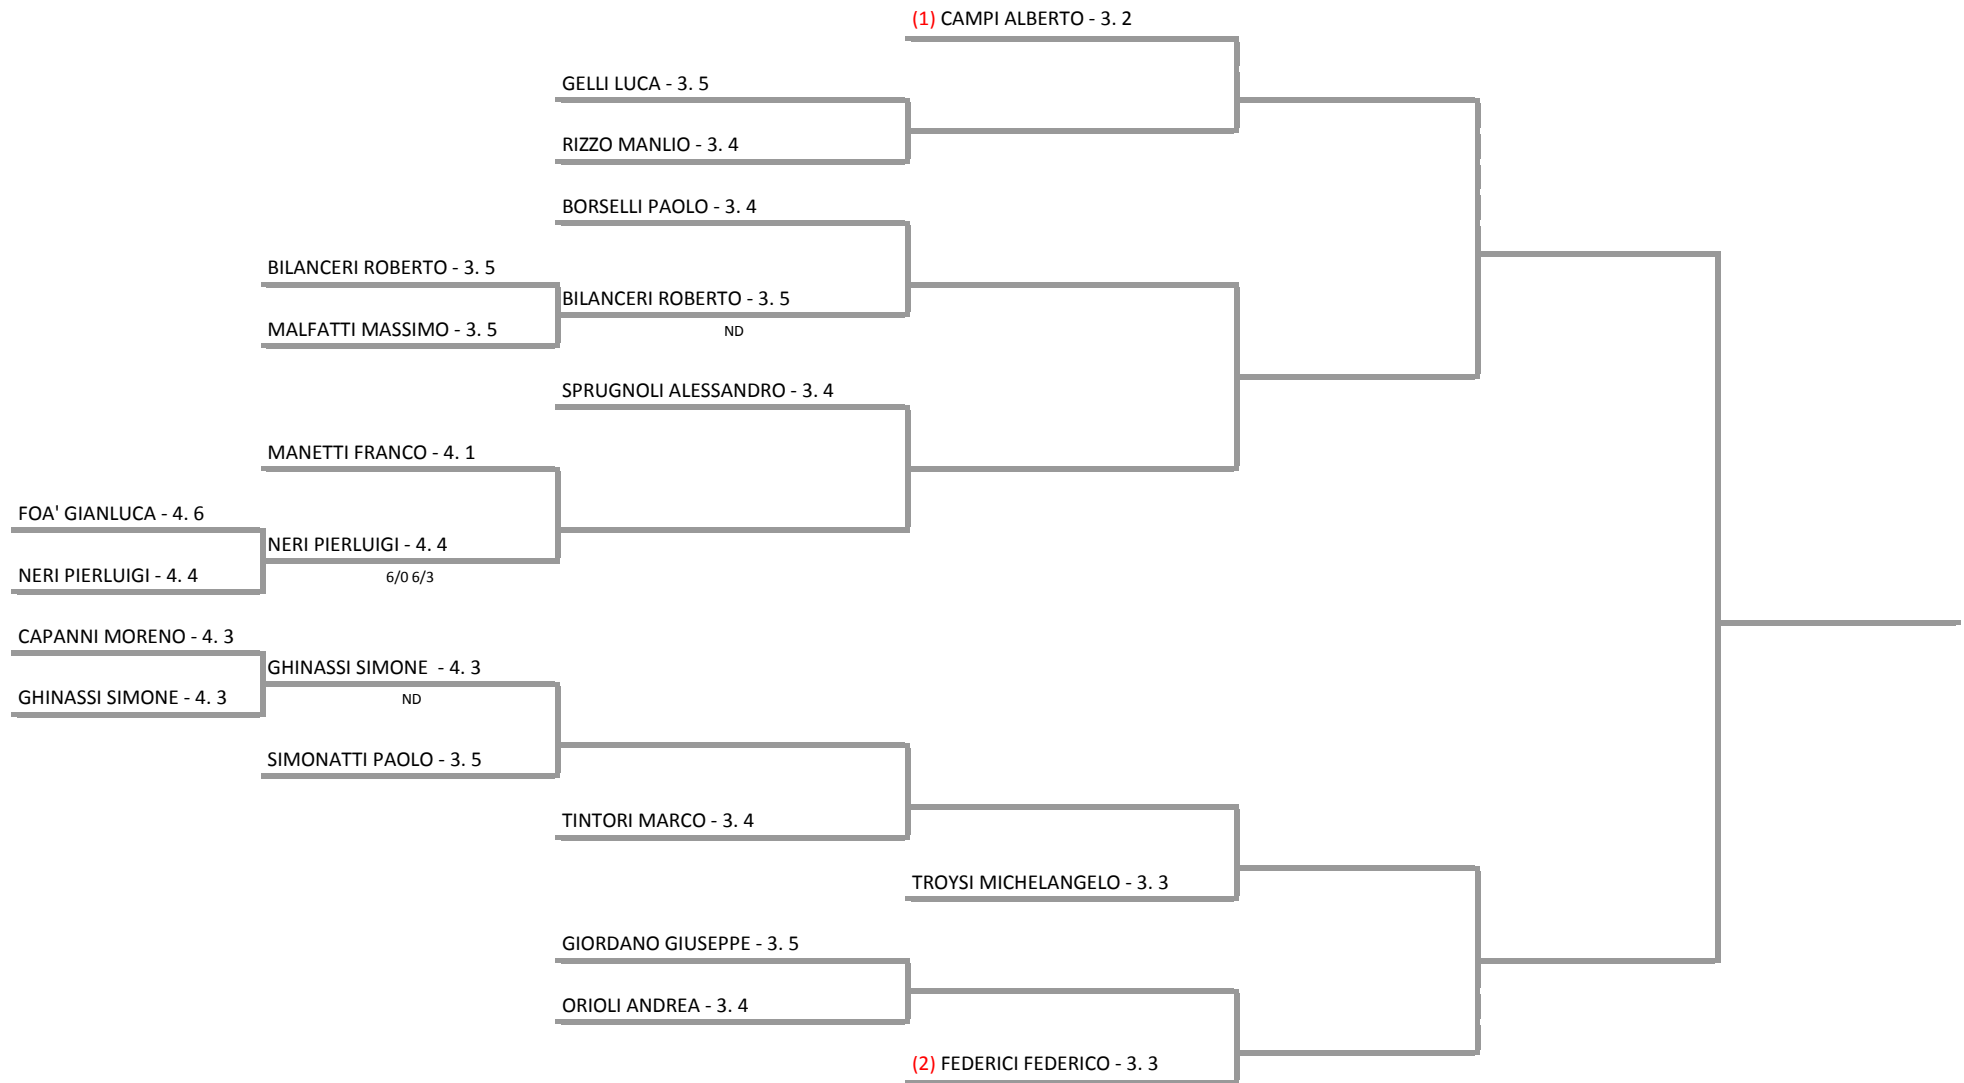 (1) CAMPI ALBERTO - 3. 2
GELLI LUCA - 3. 5
RIZZO MANLIO - 3. 4
BORSELLI PAOLO - 3. 4
BILANCERI ROBERTO - 3. 5
BILANCERI ROBERTO - 3. 5
MALFATTI MASSIMO - 3. 5
ND
SPRUGNOLI ALESSANDRO - 3. 4
MANETTI FRANCO - 4. 1
FOA' GIANLUCA - 4. 6
NERI PIERLUIGI - 4. 4
NERI PIERLUIGI - 4. 4
6/0 6/3
CAPANNI MORENO - 4. 3
GHINASSI SIMONE - 4. 3
GHINASSI SIMONE - 4. 3
ND
SIMONATTI PAOLO - 3. 5
TINTORI MARCO - 3. 4
TROYSI MICHELANGELO - 3. 3
GIORDANO GIUSEPPE - 3. 5
ORIOLI ANDREA - 3. 4
(2) FEDERICI FEDERICO - 3. 3